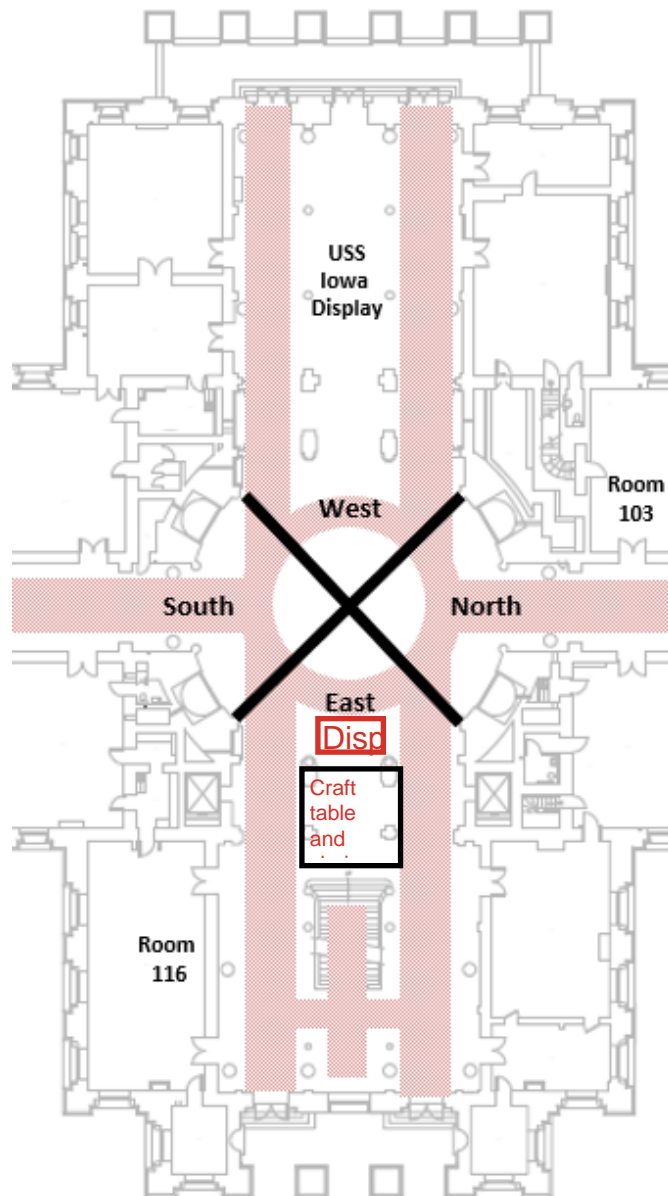 USS
Iowa
Display
Room
103
West
South
North
East
Disp
Craft
table
and
Room
116